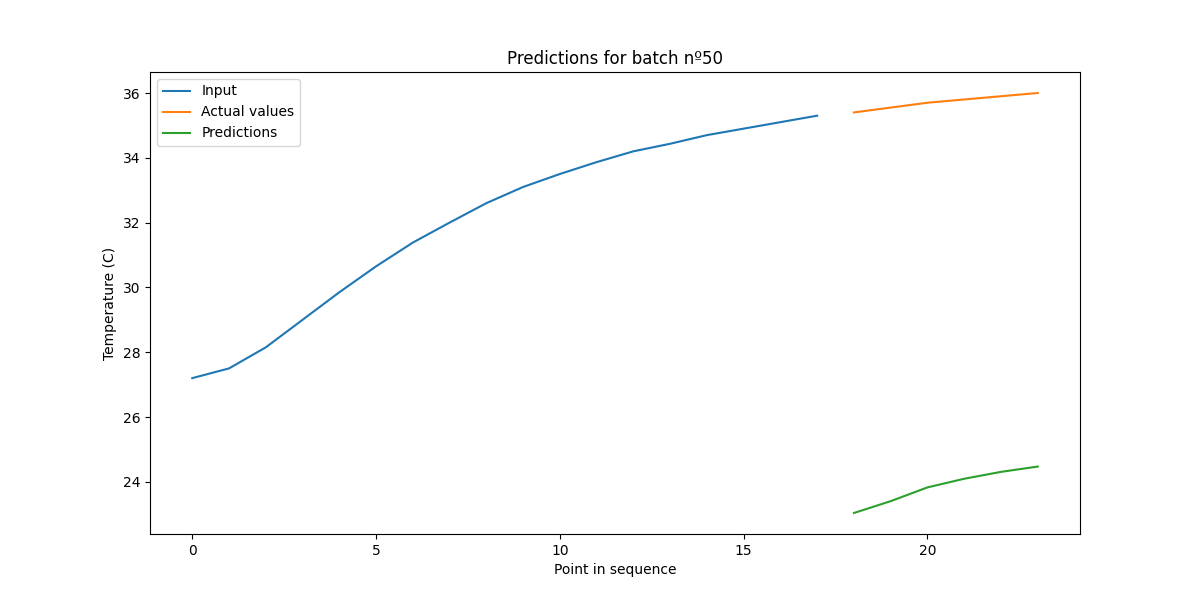 Predictions for batch nº50
Input
Actual values
Predictions
36
34
32
30
28
26
24
Temperature (C)
0 5 10 15 20
Point in sequence